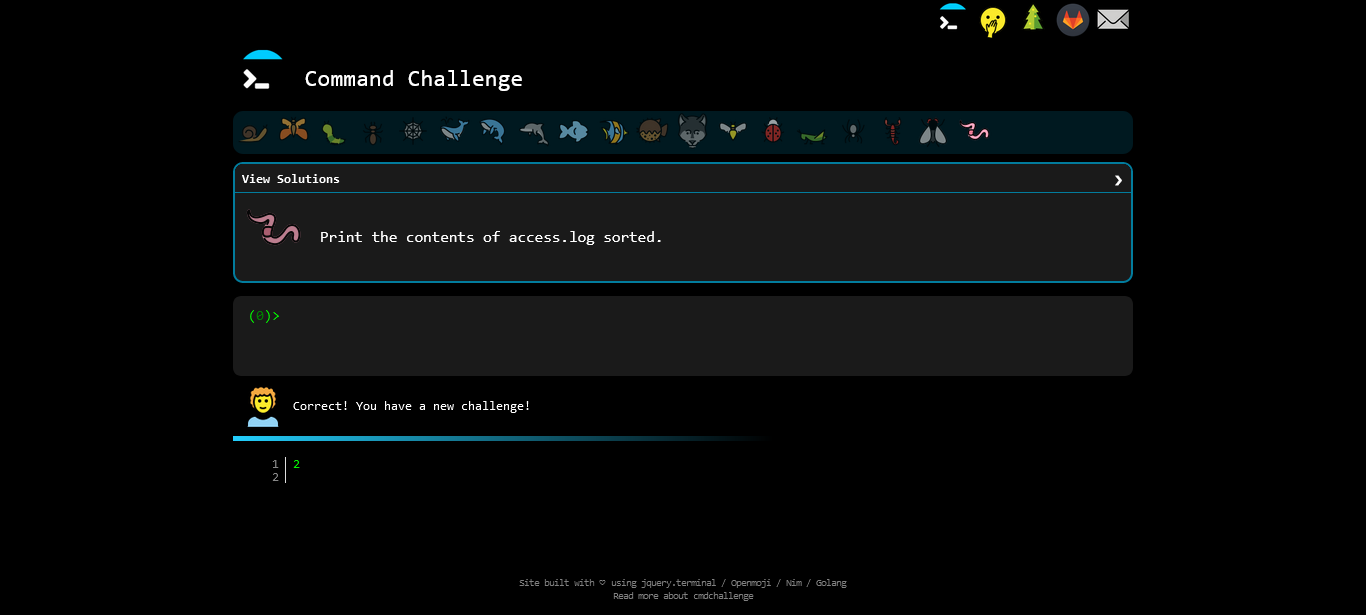 Command Challenge
View Solutions
Print the contents of access.log sorted.
(0)>
Correct! You have a new challenge!
1 2
2
Site built with ♡ using jquery.terminal / Openmoji / Nim / Golang
Read more about cmdchallenge